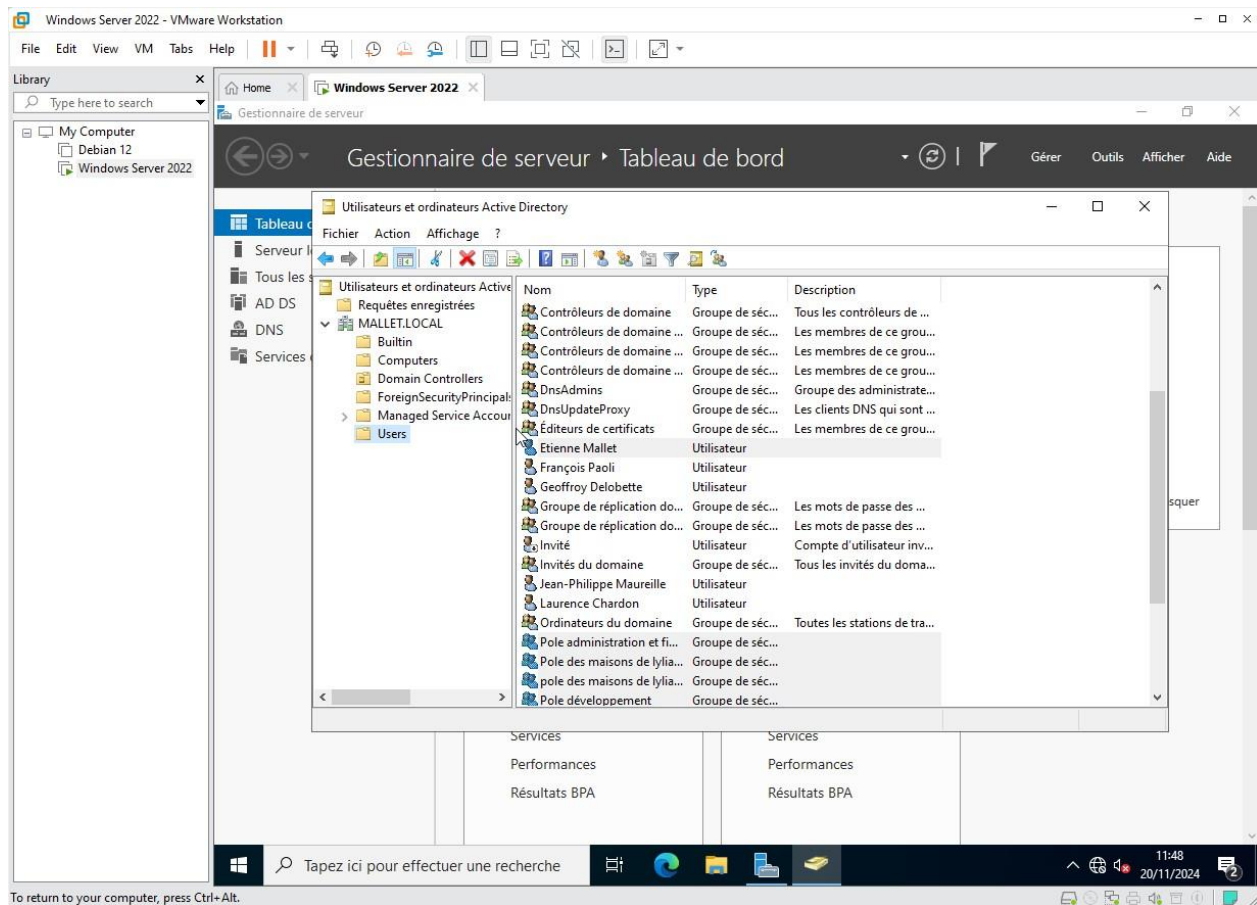 Windows Server 2022 - VMware Workstation
File Edit View VM Tabs Help
Library
Type here to search
My Computer
Debian 12
Windows Server 2022
Home
Windows Server 2022
Gestionnaire de serveur
Gestionnaire de serveur Tableau de bord
Gérer Outils Afficher Aide
Tableau
Serveur
Tous les
AD DS
DNS
Services
Utilisateurs et ordinateurs Active Directory
Fichier Action Affichage ?
Utilisateurs et ordinateurs Active
Requêtes enregistrées
MALLET.LOCAL
Builtin
Computers
Domain Controllers
ForeignSecurityPrincipals
Managed Service Accour
Users
Nom Type Description
Contrôleurs de domaine Groupe de séc... Tous les contrôleurs de ...
Contrôleurs de domaine ... Groupe de séc... Les membres de ce grou...
Contrôleurs de domaine ... Groupe de séc... Les membres de ce grou...
Contrôleurs de domaine ... Groupe de séc... Les membres de ce grou...
DnsAdmins Groupe de séc... Groupe des administrate...
DnsUpdateProxy Groupe de séc... Les clients DNS qui sont ...
Éditeurs de certificats Groupe de séc... Les membres de ce grou...
Etienne Mallet Utilisateur
François Paoli Utilisateur
Geoffroy Delobette Utilisateur
Groupe de réplication do... Groupe de séc... Les mots de passe des ...
Groupe de réplication do... Groupe de séc... Les mots de passe des ...
Invité Utilisateur Compte d'utilisateur inv...
Invités du domaine Groupe de séc... Tous les invités du doma...
Jean-Philippe Maureille Utilisateur
Laurence Chardon Utilisateur
Ordinateurs du domaine Groupe de séc... Toutes les stations de tra...
Pole administration et fi... Groupe de séc...
Pole des maisons de lylia... Groupe de séc...
pole des maisons de lylia... Groupe de séc...
Pole développement Groupe de séc...
squer
Services Services
Performances Performances
Résultats BPA Résultats BPA
Tapez ici pour effectuer une recherche
11:48
20/11/2024
2
To return to your computer, press Ctrl+Alt.